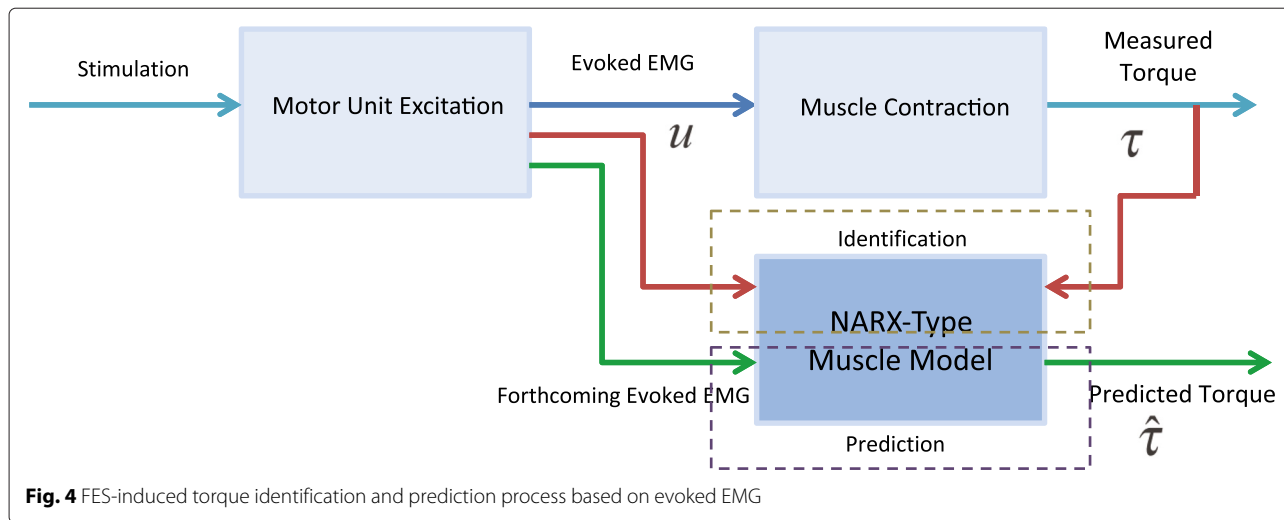 Stimulation
Motor Unit Excitation
Evoked EMG
u
Muscle Contraction
Measured
Torque
τ
Identification
NARX-Type
Muscle Model
Forthcoming Evoked EMG
Prediction
Predicted Torque
τ̂
Fig. 4 FES-induced torque identification and prediction process based on evoked EMG